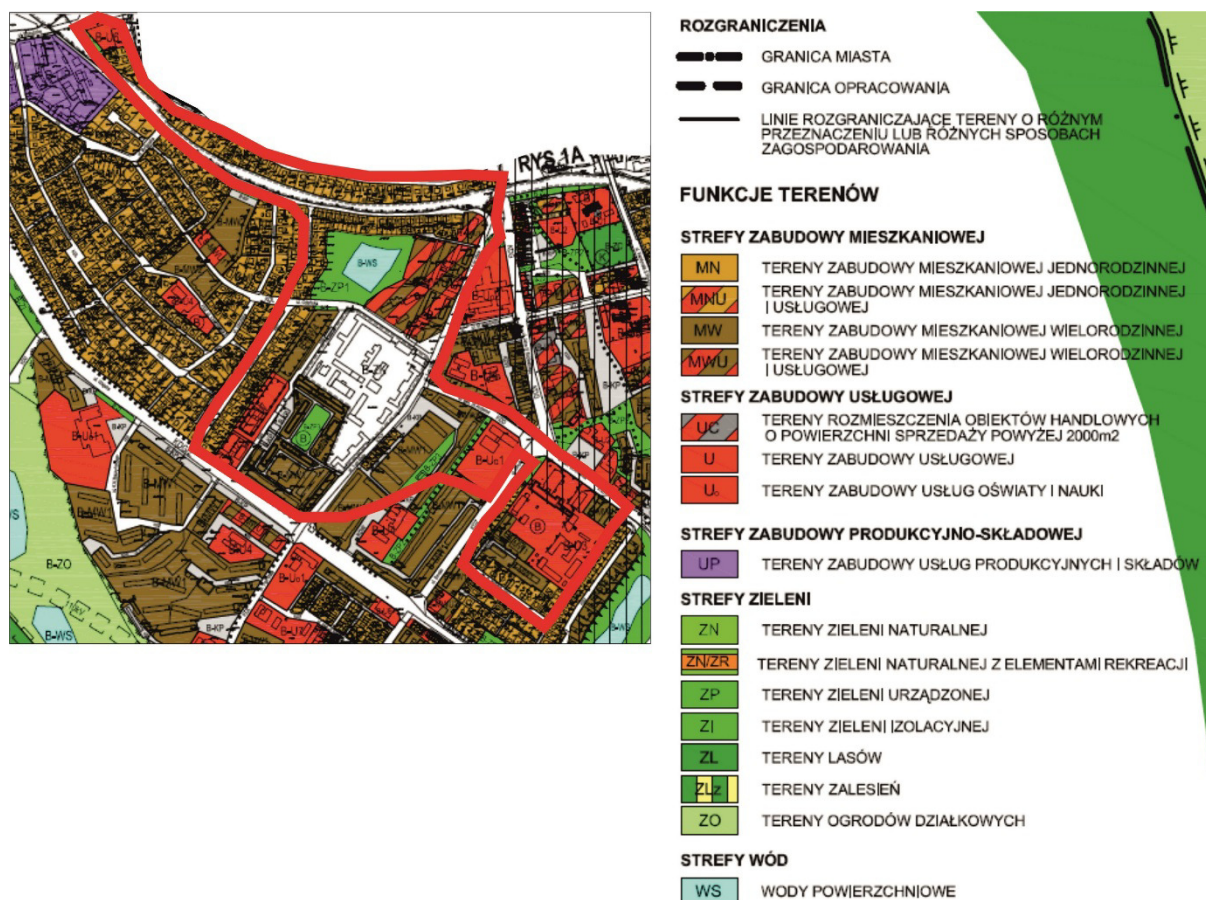 RYS.1A
B-U8
B-WS
B-ZP1
B-Uo1
B-MW1
B-Uo1
B-U4
B-MW1
B-ZO
B-WS
B-KP
B-Uo1
B-WS
ROZGRANICZENIA
GRANICA MIASTA
GRANICA OPRACOWANIA
LINIE ROZGRANICZAJĄCE TERENY O RÓŻNYM
PRZEZNACZENIU LUB RÓŻNYCH SPOSOBACH
ZAGOSPODAROWANIA
FUNKCJE TERENÓW
STREFY ZABUDOWY MIESZKANIOWEJ
MN TERENY ZABUDOWY MIESZKANIOWEJ JEDNORODZINNEJ
MNU TERENY ZABUDOWY MIESZKANIOWEJ JEDNORODZINNEJ
I USŁUGOWEJ
MW TERENY ZABUDOWY MIESZKANIOWEJ WIELORODZINNEJ
MWU TERENY ZABUDOWY MIESZKANIOWEJ WIELORODZINNEJ
I USŁUGOWEJ
STREFY ZABUDOWY USŁUGOWEJ
UC TERENY ROZMIESZCZENIA OBIEKTÓW HANDLOWYCH
O POWIERZCHNI SPRZEDAŻY POWYŻEJ 2000m2
U TERENY ZABUDOWY USŁUGOWEJ
Uo TERENY ZABUDOWY USŁUG OŚWIATY I NAUKI
STREFY ZABUDOWY PRODUKCYJNO-SKŁADOWEJ
UP TERENY ZABUDOWY USŁUG PRODUKCYJNYCH I SKŁADÓW
STREFY ZIELENI
ZN TERENY ZIELENI NATURALNEJ
ZN/ZR TERENY ZIELENI NATURALNEJ Z ELEMENTAMI REKREACJI
ZP TERENY ZIELENI URZĄDZONEJ
ZI TERENY ZIELENI IZOLACYJNEJ
ZL TERENY LASÓW
ZLz TERENY ZALESIEŃ
ZO TERENY OGRODÓW DZIAŁKOWYCH
STREFY WÓD
WS WODY POWIERZCHNIOWE